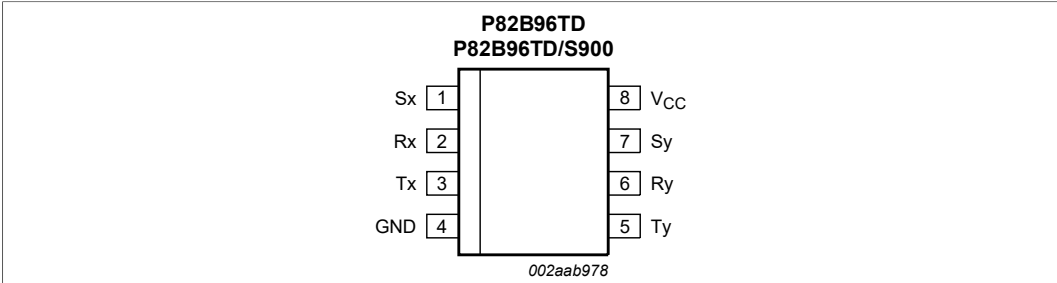 P82B96TD
P82B96TD/S900
Sx 1 8 VCC
Rx 2 7 Sy
Tx 3 6 Ry
GND 4 5 Ty
002aab978